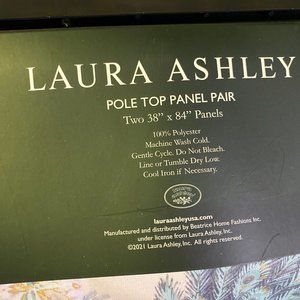 LAURA ASHLEY
POLE TOP PANEL PAIR
Two 38" x 84" Panels
100% Polyester
Machine Wash Cold.
Gentle Cycle. Do Not Bleach.
Line or Tumble Dry Low.
Cool Iron if Necessary.
lauraashleyusa.com
Manufactured and distributed by Beatrice Home Fashions Inc.
under license from Laura Ashley, Inc.
©2021 Laura Ashley, Inc. All rights reserved.